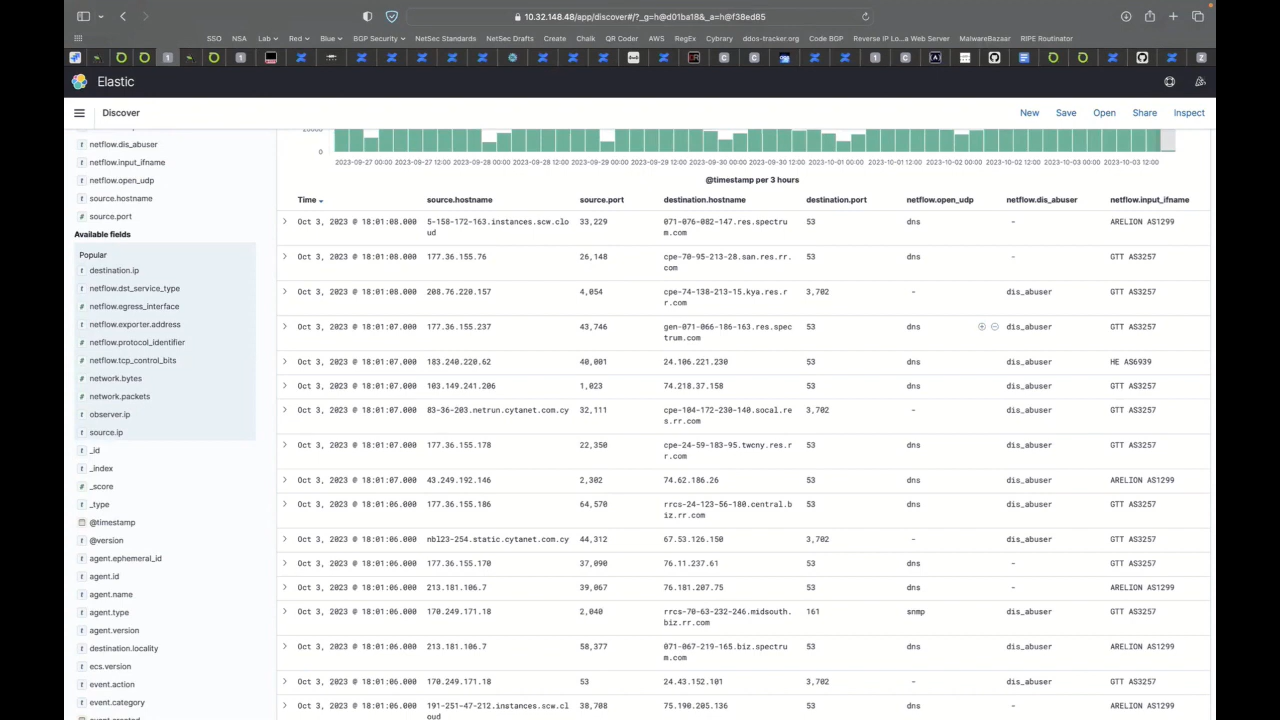 10.32.148.48/app/discover#/?_g=h@d01ba18&_a=h@f38ed85
SSO NSA Lab Red Blue BGP Security NetSec Standards NetSec Drafts Create Chalk QR Coder AWS RegEx Cybrary ddos-tracker.org Code BGP Reverse IP Lo...a Web Server MalwareBazaar RIPE Routinator
Elastic
Discover New Save Open Share Inspect
netflow.dis_abuser
netflow.input_ifname
netflow.open_udp
source.hostname
source.port
Available fields
Popular
destination.ip
netflow.dst_service_type
netflow.egress_interface
netflow.exporter.address
netflow.protocol_identifier
netflow.tcp_control_bits
network.bytes
network.packets
observer.ip
source.ip
_id
_index
_score
_type
@timestamp
@version
agent.ephemeral_id
agent.id
agent.name
agent.type
agent.version
destination.locality
ecs.version
event.action
event.category
0
2023-09-27 00:00 2023-09-27 12:00 2023-09-28 00:00 2023-09-28 12:00 2023-09-29 00:00 2023-09-29 12:00 2023-09-30 00:00 2023-09-30 12:00 2023-10-01 00:00 2023-10-01 12:00 2023-10-02 00:00 2023-10-02 12:00 2023-10-03 00:00 2023-10-03 12:00
@timestamp per 3 hours
Time source.hostname source.port destination.hostname destination.port netflow.open_udp netflow.dis_abuser netflow.input_ifname
Oct 3, 2023 @ 18:01:08.000 5-158-172-163.instances.scw.clo 33,229 071-076-082-147.res.spectru 53 dns - ARELION AS1299
ud m.com
Oct 3, 2023 @ 18:01:08.000 177.36.155.76 26,148 cpe-70-95-213-28.san.res.rr. 53 dns - GTT AS3257
com
Oct 3, 2023 @ 18:01:08.000 208.76.220.157 4,054 cpe-74-138-213-15.kya.res.r 3,702 - dis_abuser GTT AS3257
r.com
Oct 3, 2023 @ 18:01:07.000 177.36.155.237 43,746 gen-071-066-186-163.res.spec 53 dns dis_abuser GTT AS3257
trum.com
Oct 3, 2023 @ 18:01:07.000 183.240.220.62 40,001 24.106.221.230 53 dns dis_abuser HE AS6939
Oct 3, 2023 @ 18:01:07.000 103.149.241.206 1,023 74.218.37.158 53 dns dis_abuser GTT AS3257
Oct 3, 2023 @ 18:01:07.000 83-36-203.netrun.cytanet.com.cy 32,111 cpe-104-172-230-140.socal.re 3,702 - dis_abuser GTT AS3257
s.rr.com
Oct 3, 2023 @ 18:01:07.000 177.36.155.178 22,350 cpe-24-59-183-95.twcny.res.r 53 dns dis_abuser GTT AS3257
r.com
Oct 3, 2023 @ 18:01:07.000 43.249.192.146 2,302 74.62.186.26 53 dns dis_abuser ARELION AS1299
Oct 3, 2023 @ 18:01:06.000 177.36.155.186 64,570 rrcs-24-123-56-180.central.b 53 dns dis_abuser GTT AS3257
iz.rr.com
Oct 3, 2023 @ 18:01:06.000 nbl23-254.static.cytanet.com.cy 44,312 67.53.126.150 3,702 - dis_abuser GTT AS3257
Oct 3, 2023 @ 18:01:06.000 177.36.155.170 37,090 76.11.237.61 53 dns - GTT AS3257
Oct 3, 2023 @ 18:01:06.000 213.181.106.7 39,067 76.181.207.75 53 dns - ARELION AS1299
Oct 3, 2023 @ 18:01:06.000 170.249.171.18 2,040 rrcs-70-63-232-246.midsouth. 161 snmp dis_abuser GTT AS3257
biz.rr.com
Oct 3, 2023 @ 18:01:06.000 213.181.106.7 58,377 071-067-219-165.biz.spectru 53 dns dis_abuser ARELION AS1299
m.com
Oct 3, 2023 @ 18:01:06.000 170.249.171.18 53 24.43.152.101 3,702 - dis_abuser GTT AS3257
Oct 3, 2023 @ 18:01:06.000 191-251-47-212.instances.scw.cl 38,708 75.190.205.136 53 dns dis_abuser ARELION AS1299
oud